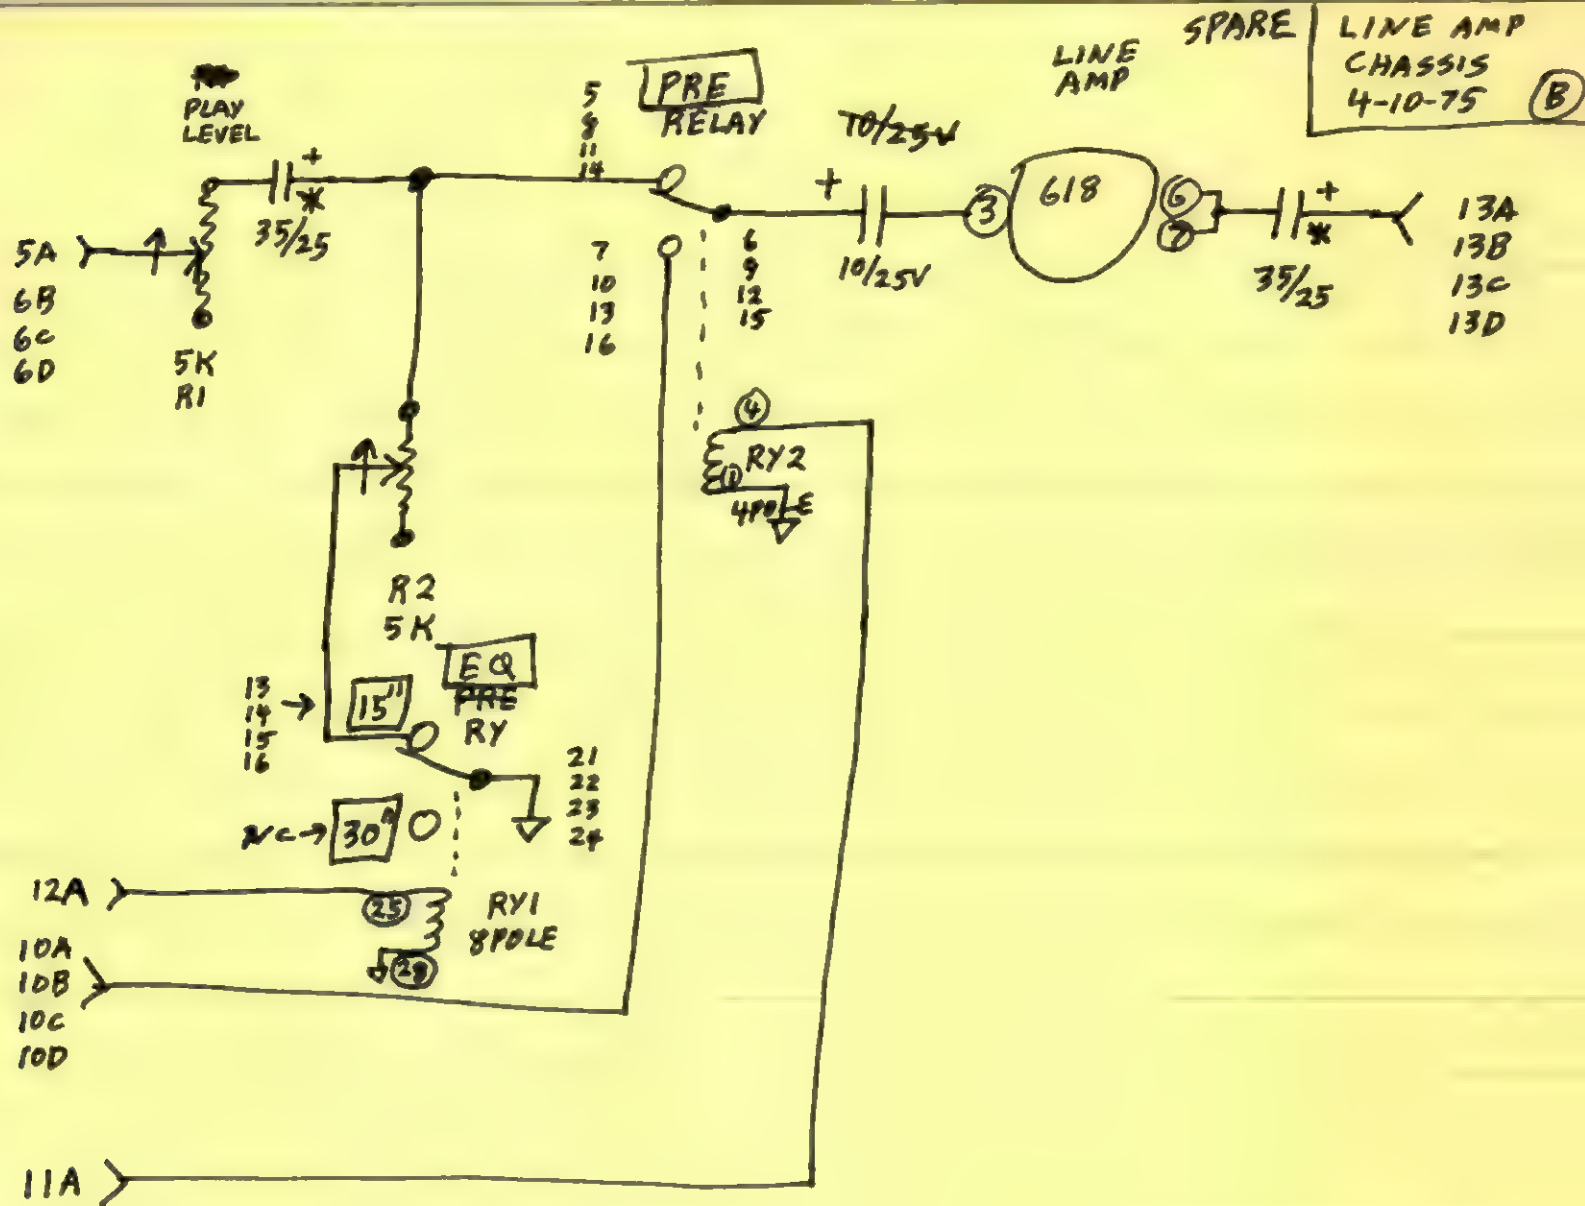 SPARE
LINE AMP
CHASSIS
4-10-75
B
PLAY
LEVEL
5
8
11
14
PRE
RELAY
LINE
AMP
10/25V
+
*
35/25
+
10/25V
3
618
6
7
+
*
35/25
13A
13B
13C
13D
5A
6B
6C
6D
5K
R1
7
10
13
16
6
9
12
15
4
RY2
1
4POLE
R2
5K
EQ
PRE
RY
13
14 →
15
16
15"
21
22
23
24
N/C → 30"
12A
25
RY1
8POLE
28
10A
10B
10C
10D
11A